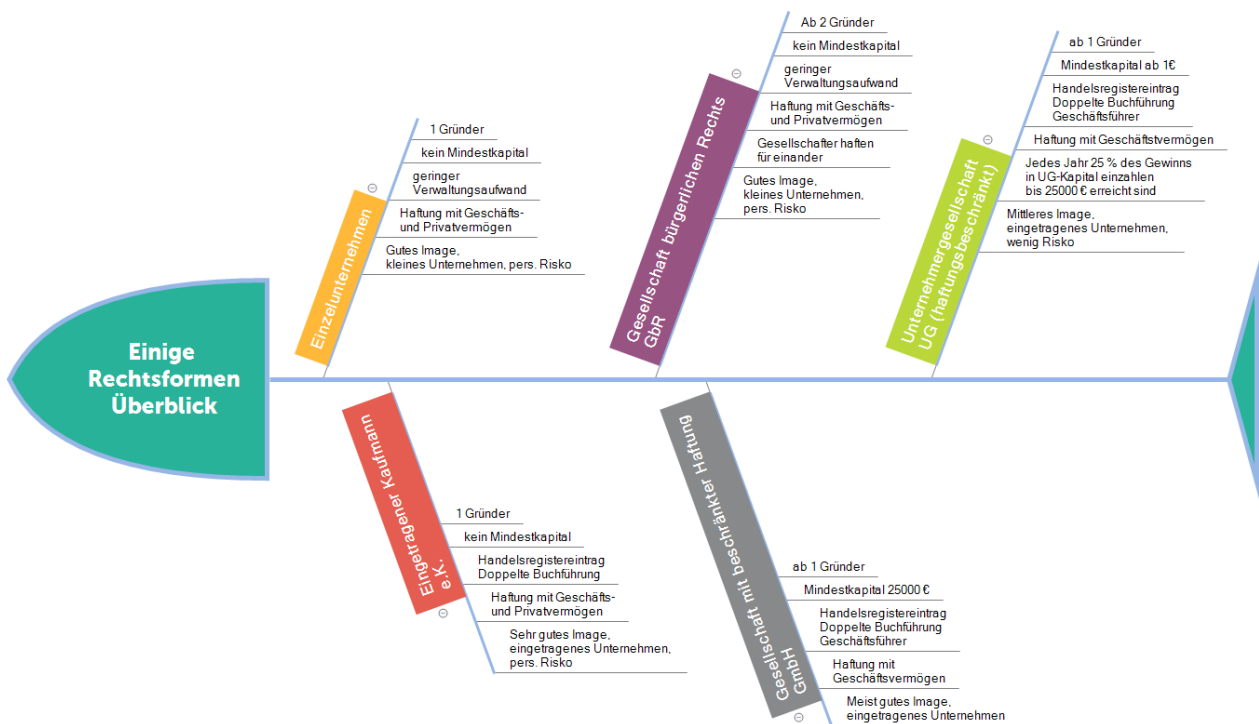 Einige
Rechtsformen
Überblick
Einzelunternehmen
1 Gründer
kein Mindestkapital
geringer
Verwaltungsaufwand
Haftung mit Geschäfts-
und Privatvermögen
Gutes Image,
kleines Unternehmen, pers. Risiko
Gesellschaft bürgerlichen Rechts
GbR
Ab 2 Gründer
kein Mindestkapital
geringer
Verwaltungsaufwand
Haftung mit Geschäfts-
und Privatvermögen
Gesellschafter haften
für einander
Gutes Image,
kleines Unternehmen,
pers. Risiko
Unternehmergesellschaft
UG (haftungsbeschränkt)
ab 1 Gründer
Mindestkapital ab 1€
Handelsregistereintrag
Doppelte Buchführung
Geschäftsführer
Haftung mit Geschäftstvermögen
Jedes Jahr 25 % des Gewinns
in UG-Kapital einzahlen
bis 25000 € erreicht sind
Mittleres Image,
eingetragenes Unternehmen,
wenig Risiko
Eingetragener Kaufmann
e.K.
1 Gründer
kein Mindestkapital
Handelsregistereintrag
Doppelte Buchführung
Haftung mit Geschäfts-
und Privatvermögen
Sehr gutes Image,
eingetragenes Unternehmen,
pers. Risiko
Gesellschaft mit beschränkter Haftung
GmbH
ab 1 Gründer
Mindestkapital 25000 €
Handelsregistereintrag
Doppelte Buchführung
Geschäftsführer
Haftung mit
Geschäftsvermögen
Meist gutes Image,
eingetragenes Unternehmen